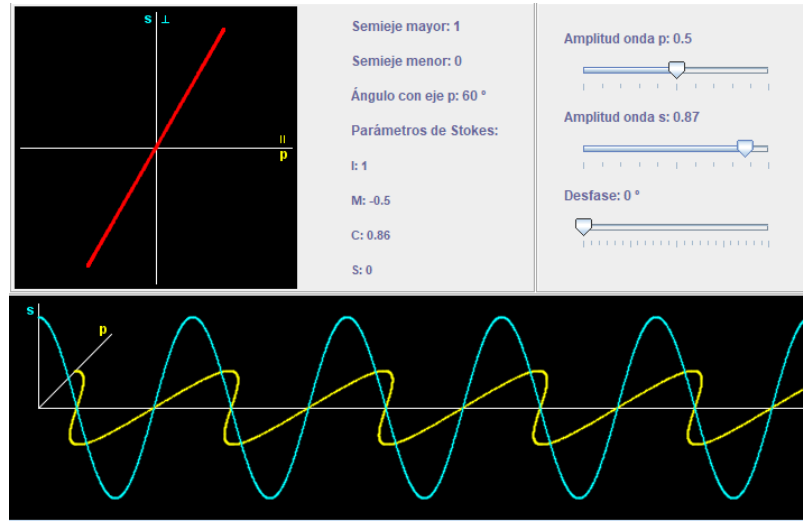 s ⊥
=
p
Semieje mayor: 1
Semieje menor: 0
Ángulo con eje p: 60 º
Parámetros de Stokes:
I: 1
M: -0.5
C: 0.86
S: 0
Amplitud onda p: 0.5
Amplitud onda s: 0.87
Desfase: 0 º
s
p